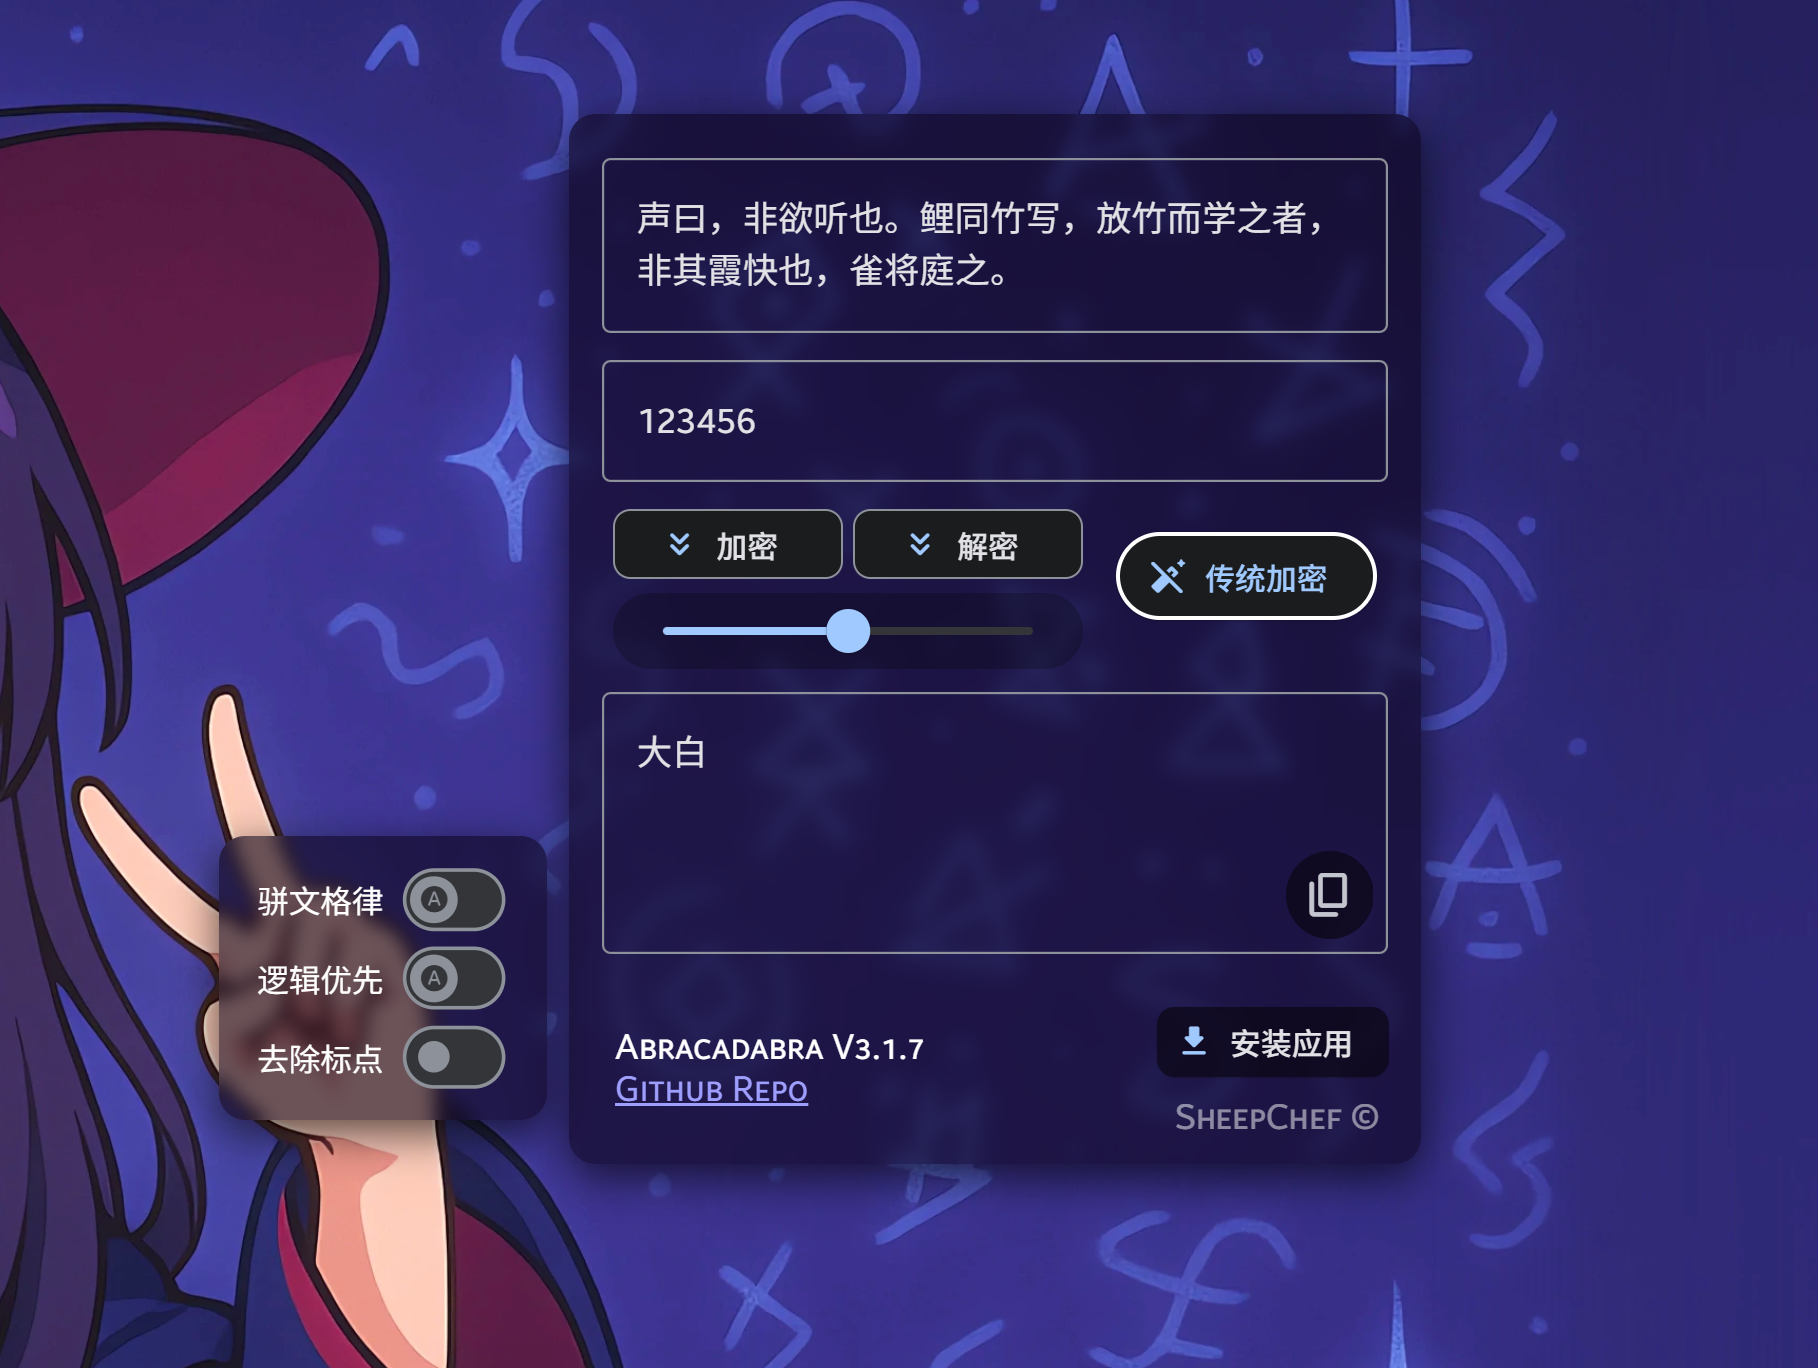 声曰，非欲听也。鲤同竹写，放竹而学之者，
非其霞快也，雀将庭之。
123456
加密
解密
传统加密
大白
骈文格律
A
逻辑优先
A
去除标点
Abracadabra V3.1.7
Github Repo
安装应用
SheepChef ©